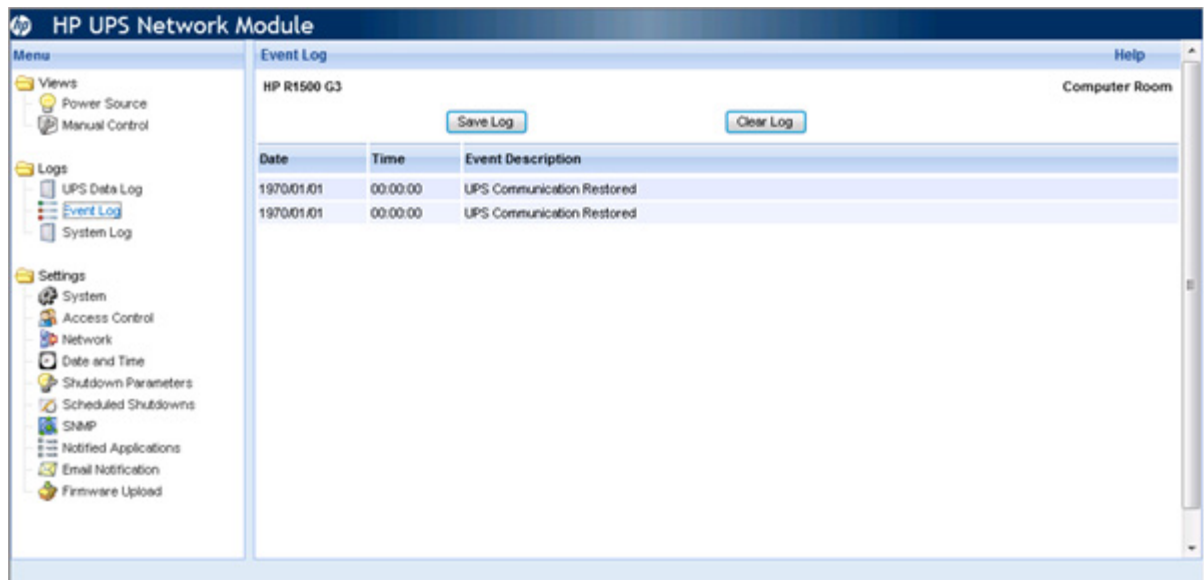 hp HP UPS Network Module
Menu
Views
Power Source
Manual Control
Logs
UPS Data Log
Event Log
System Log
Settings
System
Access Control
Network
Date and Time
Shutdown Parameters
Scheduled Shutdowns
SNMP
Notified Applications
Email Notification
Firmware Upload
Event Log Help
HP R1500 G3 Computer Room
Save Log Clear Log
Date Time Event Description
1970/01/01 00:00:00 UPS Communication Restored
1970/01/01 00:00:00 UPS Communication Restored